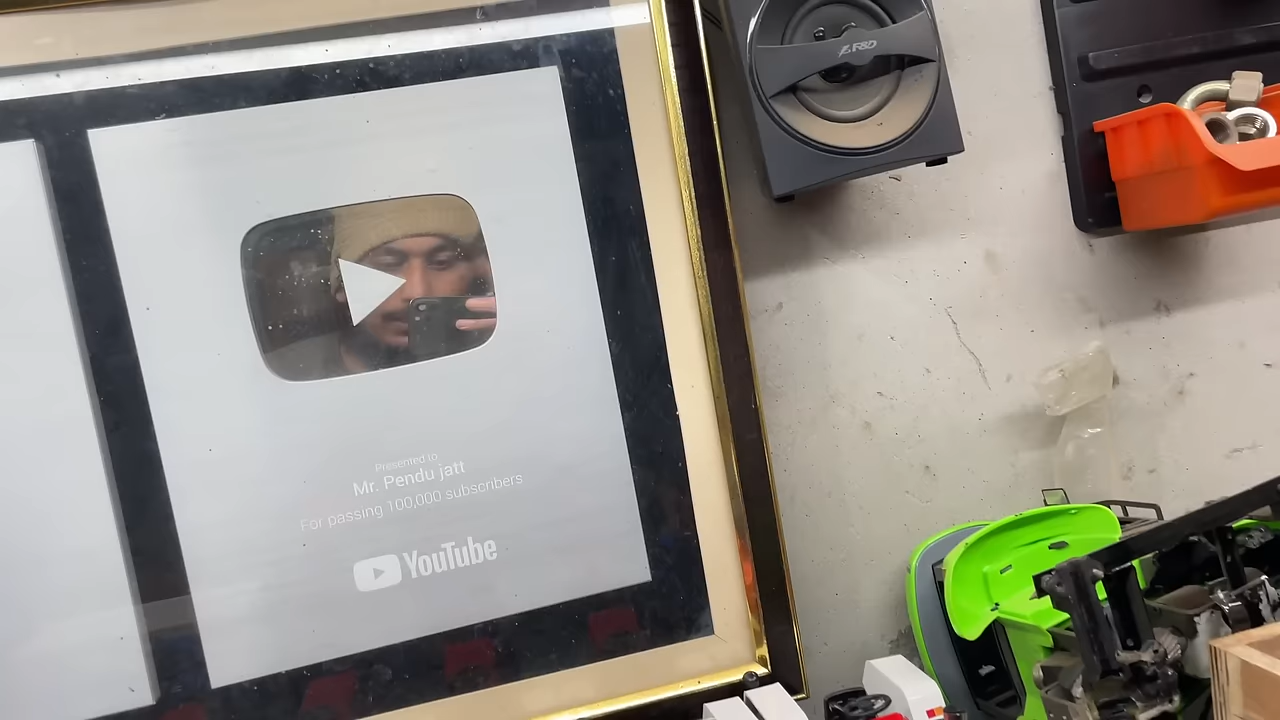 F&D
Presented to
Mr. Pendu jatt
For passing 100,000 subscribers
YouTube